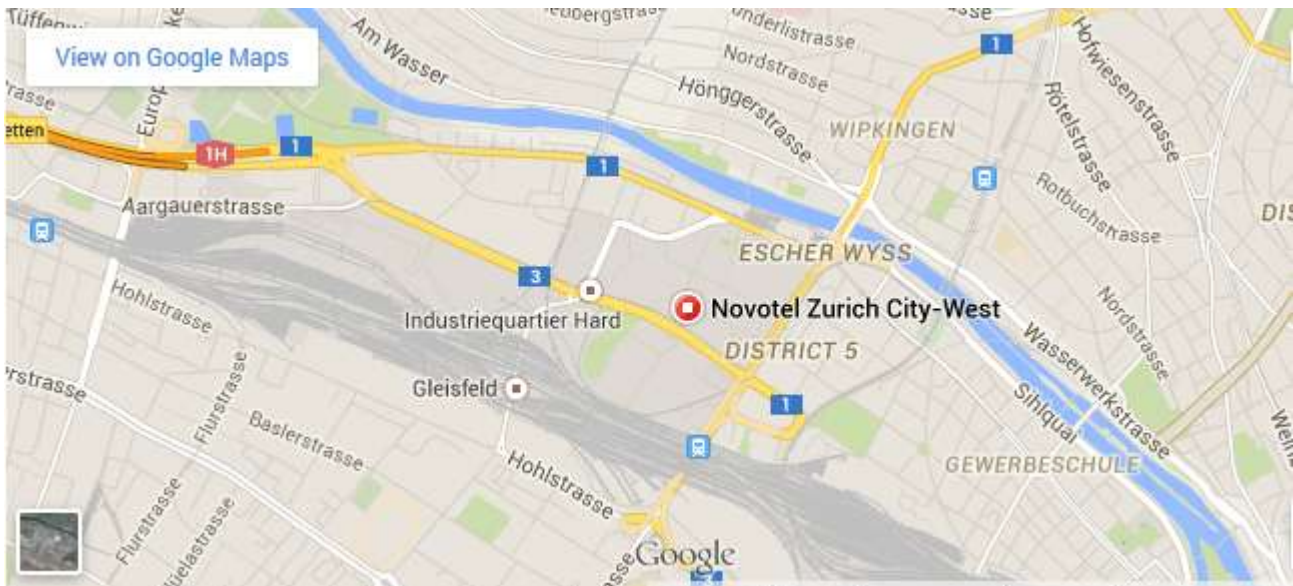 View on Google Maps
Am Wasser
Nordstrasse
Hönggerstrasse
WIPKINGEN
Hofwiesenstrasse
Rötelstrasse
Rotbuchstrasse
1
1
1
1H
etten
Aargauerstrasse
ESCHER WYSS
3
Industriequartier Hard
Novotel Zurich City-West
DISTRICT 5
Hohlstrasse
Gleisfeld
1
Nordstrasse
Wasserwerkstrasse
Sihlquai
GEWERBESCHULE
Flurstrasse
Baslerstrasse
Hohlstrasse
Flurstrasse
Google